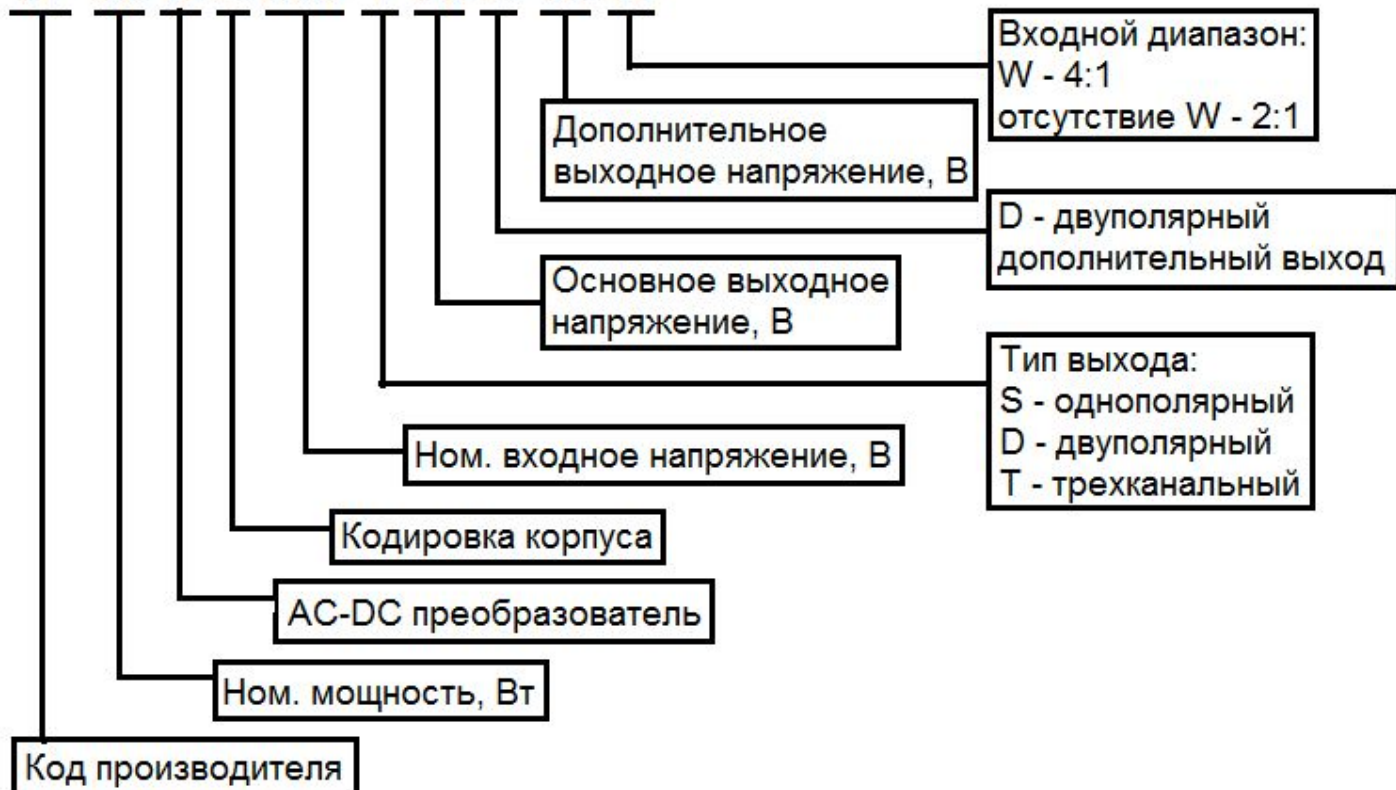 Входной диапазон:
W - 4:1
отсутствие W - 2:1
Дополнительное
выходное напряжение, В
D - двуполярный
дополнительный выход
Основное выходное
напряжение, В
Тип выхода:
S - однополярный
D - двуполярный
T - трехканальный
Ном. входное напряжение, В
Кодировка корпуса
AC-DC преобразователь
Ном. мощность, Вт
Код производителя